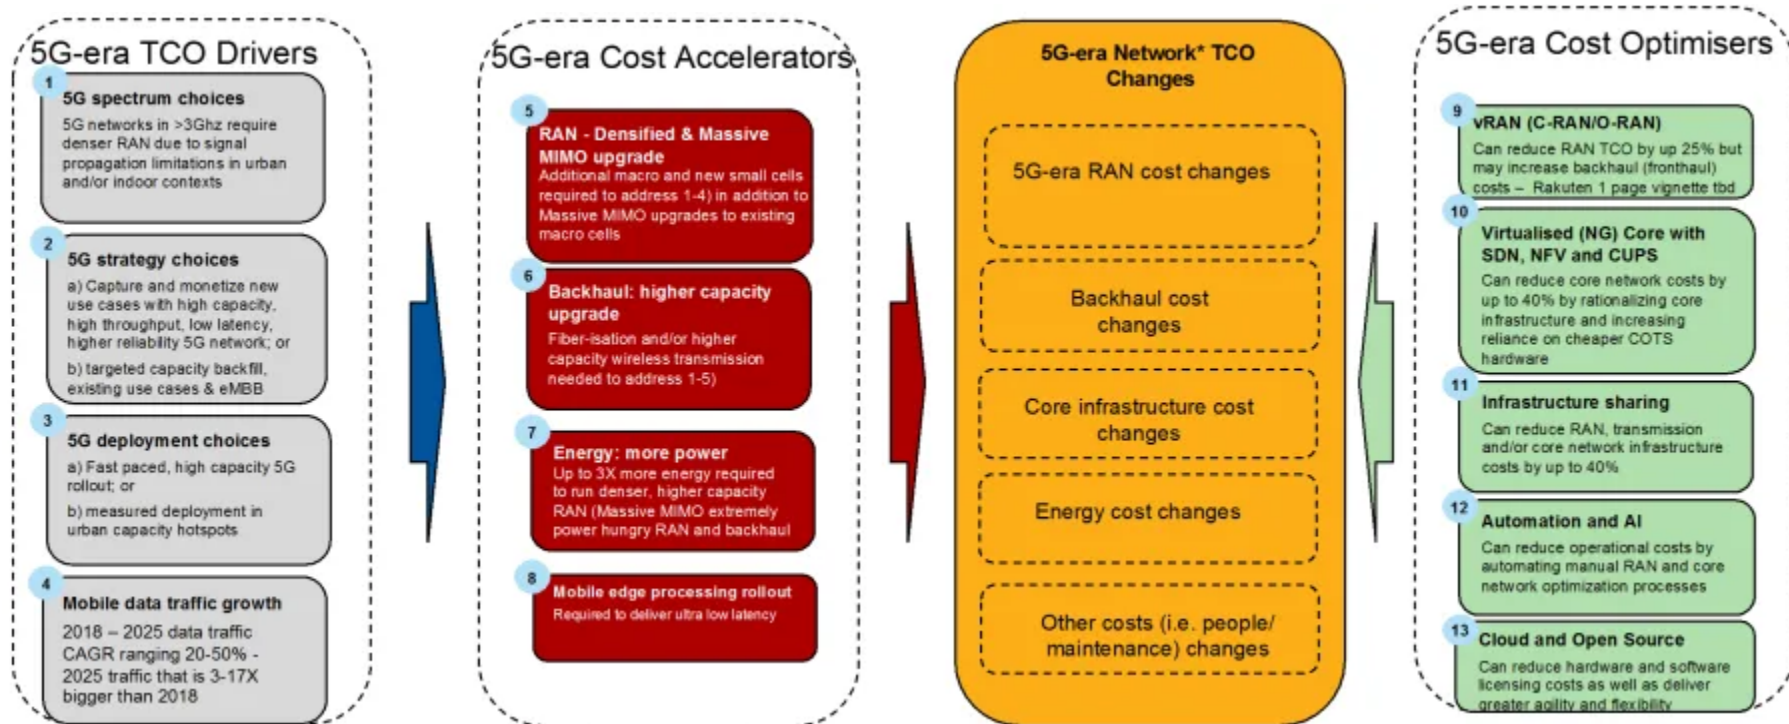 5G-era TCO Drivers
1
5G spectrum choices
5G networks in >3Ghz require
denser RAN due to signal
propagation limitations in urban
and/or indoor contexts
2
5G strategy choices
a) Capture and monetize new
use cases with high capacity,
high throughput, low latency,
higher reliability 5G network; or
b) targeted capacity backfill,
existing use cases & eMBB
3
5G deployment choices
a) Fast paced, high capacity 5G
rollout; or
b) measured deployment in
urban capacity hotspots
4
Mobile data traffic growth
2018 – 2025 data traffic
CAGR ranging 20-50% -
2025 traffic that is 3-17X
bigger than 2018
5G-era Cost Accelerators
5
RAN - Densified & Massive
MIMO upgrade
Additional macro and new small cells
required to address 1-4) in addition to
Massive MIMO upgrades to existing
macro cells
6
Backhaul: higher capacity
upgrade
Fiber-isation and/or higher
capacity wireless transmission
needed to address 1-5)
7
Energy: more power
Up to 3X more energy required
to run denser, higher capacity
RAN (Massive MIMO extremely
power hungry RAN and backhaul
8
Mobile edge processing rollout
Required to deliver ultra low latency
5G-era Network* TCO
Changes
5G-era RAN cost changes
Backhaul cost
changes
Core infrastructure cost
changes
Energy cost changes
Other costs (i.e. people/
maintenance) changes
5G-era Cost Optimisers
9
vRAN (C-RAN/O-RAN)
Can reduce RAN TCO by up 25% but
may increase backhaul (fronthaul)
costs – Rakuten 1 page vignette tbd
10
Virtualised (NG) Core with
SDN, NFV and CUPS
Can reduce core network costs by
up to 40% by rationalizing core
infrastructure and increasing
reliance on cheaper COTS
hardware
11
Infrastructure sharing
Can reduce RAN, transmission
and/or core network infrastructure
costs by up to 40%
12
Automation and AI
Can reduce operational costs by
automating manual RAN and core
network optimization processes
13
Cloud and Open Source
Can reduce hardware and software
licensing costs as well as deliver
greater agility and flexibility